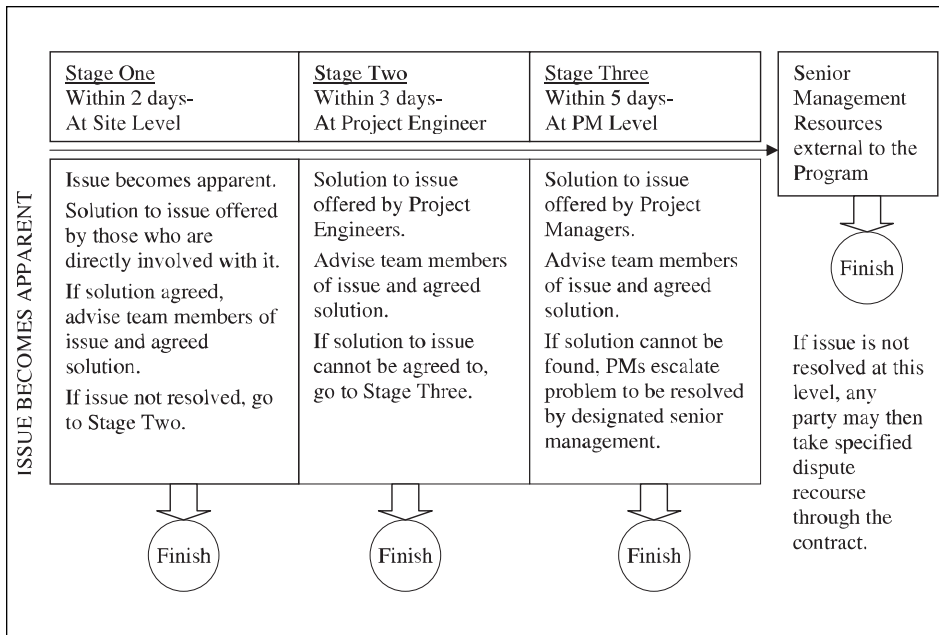 ISSUE BECOMES APPARENT
Stage One
Within 2 days-
At Site Level
Stage Two
Within 3 days-
At Project Engineer
Stage Three
Within 5 days-
At PM Level
Senior
Management
Resources
external to the
Program
Issue becomes apparent.
Solution to issue offered
by those who are
directly involved with it.
If solution agreed,
advise team members of
issue and agreed
solution.
If issue not resolved, go
to Stage Two.
Solution to issue
offered by Project
Engineers.
Advise team members
of issue and agreed
solution.
If solution to issue
cannot be agreed to,
go to Stage Three.
Solution to issue
offered by Project
Managers.
Advise team members
of issue and agreed
solution.
If solution cannot be
found, PMs escalate
problem to be resolved
by designated senior
management.
Finish
If issue is not
resolved at this
level, any
party may then
take specified
dispute
recourse
through the
contract.
Finish
Finish
Finish